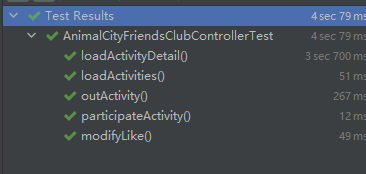 Test Results 4 sec 79 ms
AnimalCityFriendsClubControllerTest 4 sec 79 ms
loadActivityDetail() 3 sec 700 ms
loadActivities() 51 ms
outActivity() 267 ms
participateActivity() 12 ms
modifyLike() 49 ms